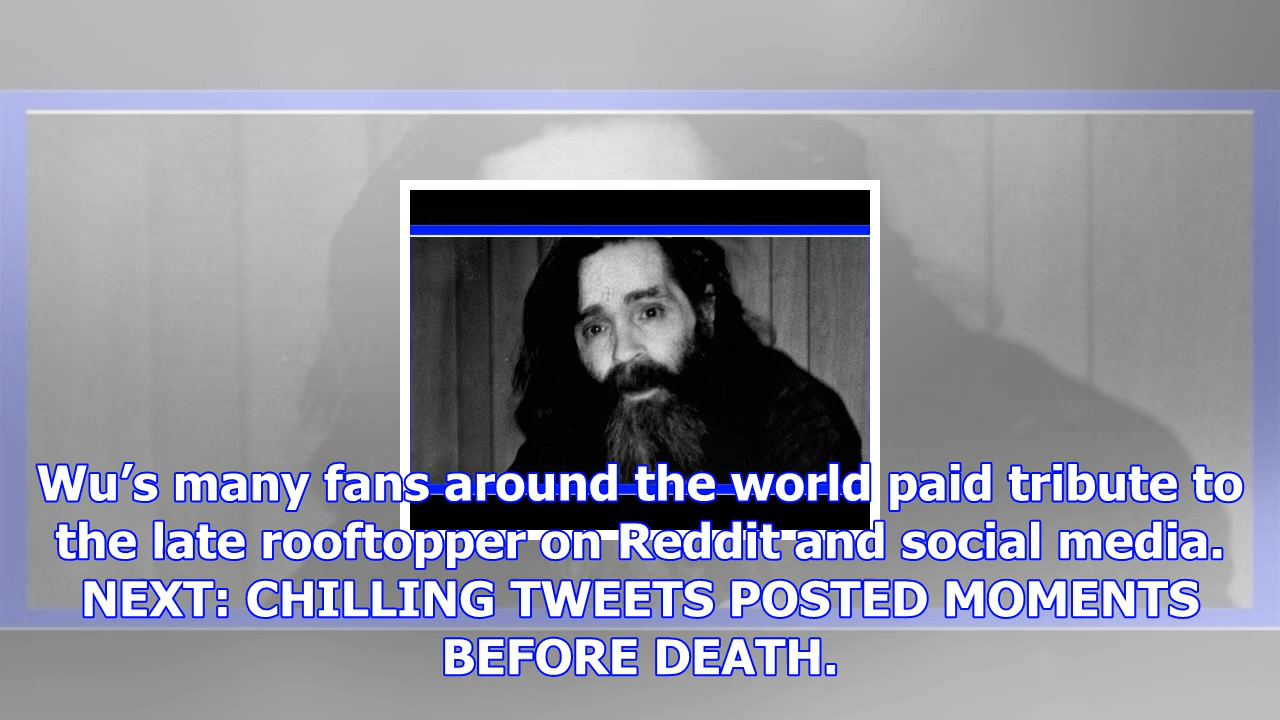 Wu’s many fans around the world paid tribute to
the late rooftopper on Reddit and social media.
NEXT: CHILLING TWEETS POSTED MOMENTS
BEFORE DEATH.